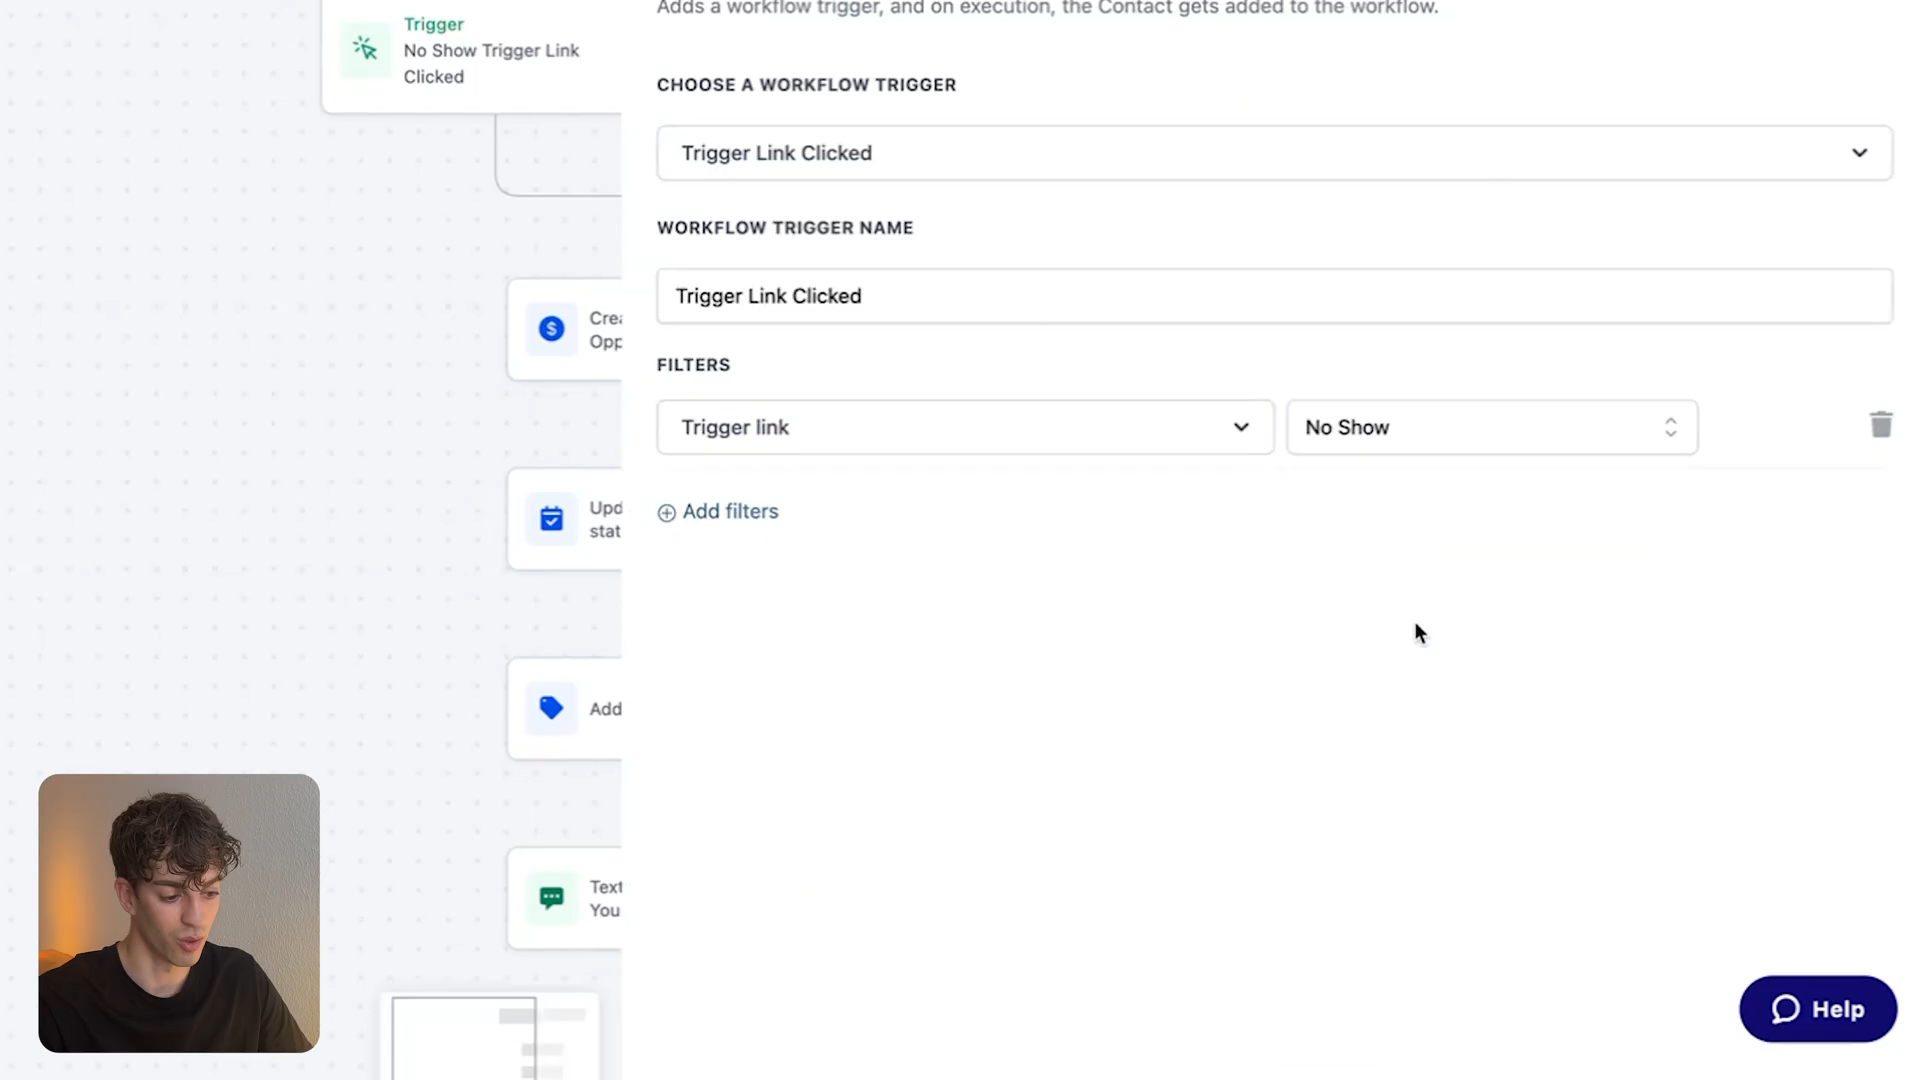 Trigger
No Show Trigger Link
Clicked
Adds a workflow trigger, and on execution, the Contact gets added to the workflow.
CHOOSE A WORKFLOW TRIGGER
Trigger Link Clicked
WORKFLOW TRIGGER NAME
Trigger Link Clicked
FILTERS
Trigger link
No Show
Add filters
Crea
Opp
Upd
stat
Add
Text
You
Help